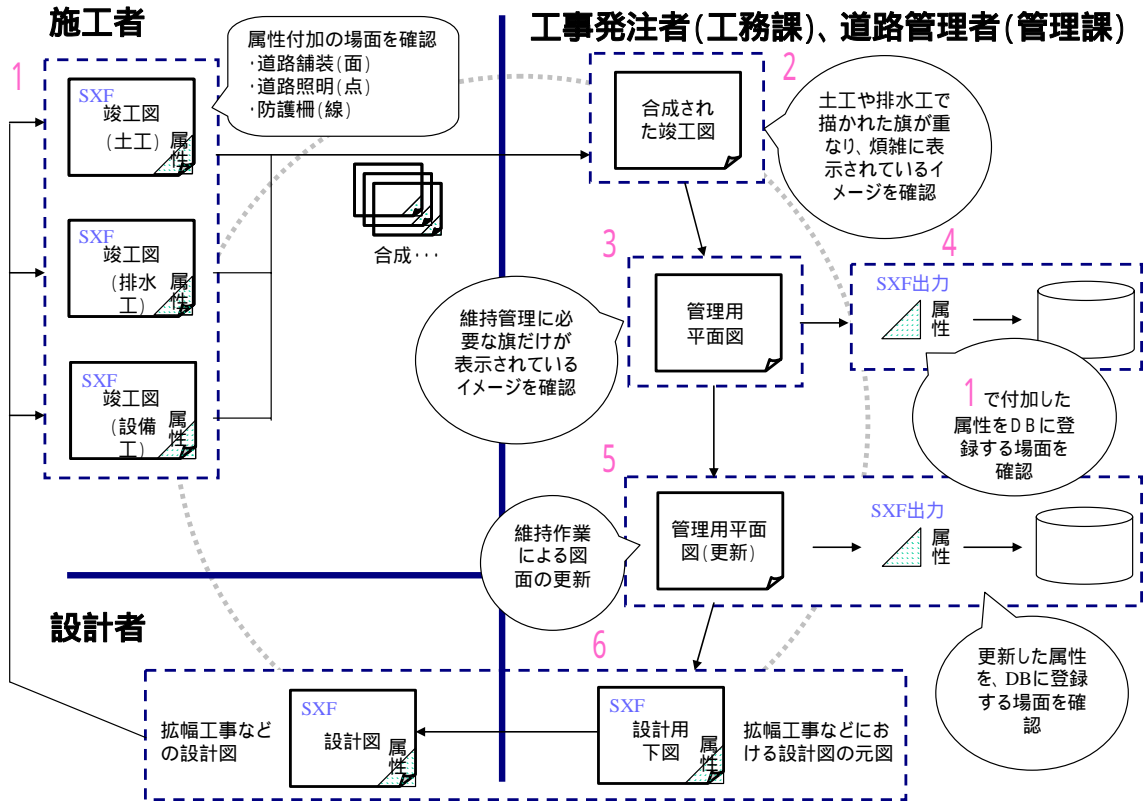 施工者
工事発注者(工務課)、道路管理者(管理課)
1
SXF
竣工図
(土工)
属性
属性付加の場面を確認
・道路舗装(面)
・道路照明(点)
・防護柵(線)
SXF
竣工図
(排水
工)
属性
SXF
竣工図
(設備
工)
属性
合成・・・
2
合成され
た竣工図
土工や排水工で
描かれた旗が重
なり、煩雑に表
示されているイ
メージを確認
3
管理用
平面図
維持管理に必
要な旗だけが
表示されている
イメージを確認
4
SXF出力
属性
1で付加した
属性をDBに登
録する場面を
確認
5
管理用平面
図(更新)
維持作業
による図
面の更新
SXF出力
属性
更新した属性
を、DBに登録
する場面を確
認
設計者
6
拡幅工事など
の設計図
SXF
設計図
属性
SXF
設計用
下図
属性
拡幅工事などにお
ける設計図の元図